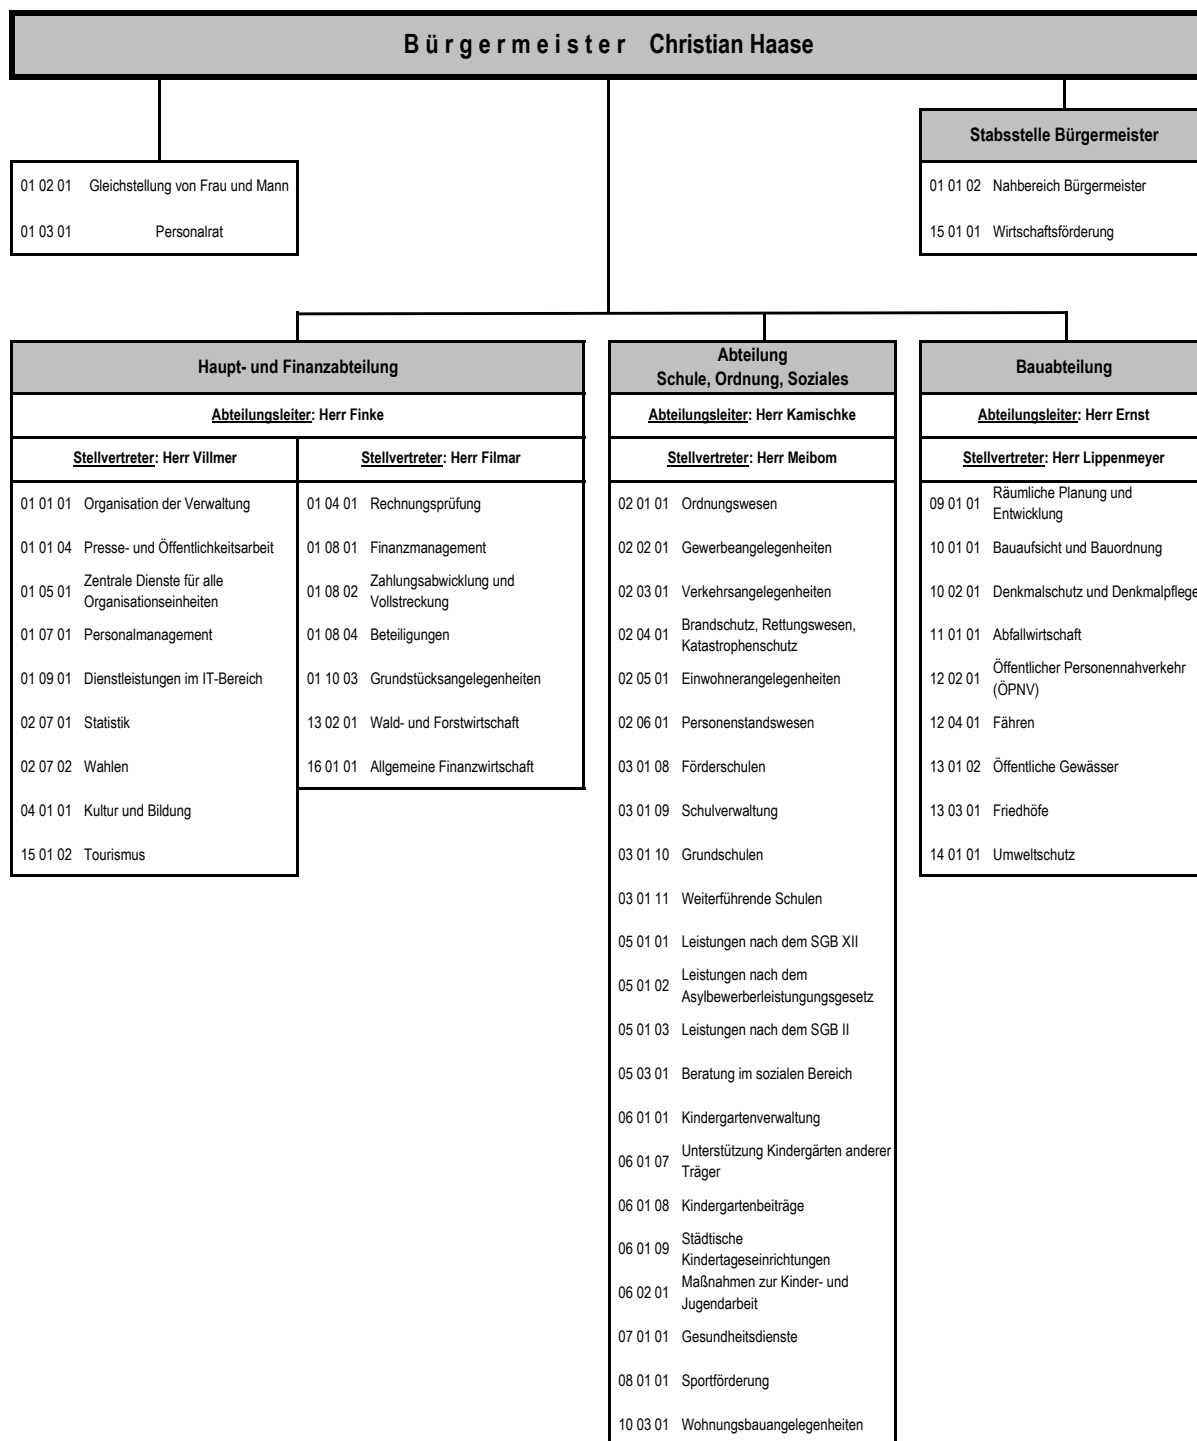 Bürgermeister Christian Haase
01 02 01 Gleichstellung von Frau und Mann
01 03 01 Personalrat
Stabsstelle Bürgermeister
01 01 02 Nahbereich Bürgermeister
15 01 01 Wirtschaftsförderung
Haupt- und Finanzabteilung
Abteilungsleiter: Herr Finke
Stellvertreter: Herr Villmer
01 01 01 Organisation der Verwaltung
01 01 04 Presse- und Öffentlichkeitsarbeit
01 05 01 Zentrale Dienste für alle
Organisationseinheiten
01 07 01 Personalmanagement
01 09 01 Dienstleistungen im IT-Bereich
02 07 01 Statistik
02 07 02 Wahlen
04 01 01 Kultur und Bildung
15 01 02 Tourismus
Stellvertreter: Herr Filmar
01 04 01 Rechnungsprüfung
01 08 01 Finanzmanagement
01 08 02 Zahlungsabwicklung und
Vollstreckung
01 08 04 Beteiligungen
01 10 03 Grundstücksangelegenheiten
13 02 01 Wald- und Forstwirtschaft
16 01 01 Allgemeine Finanzwirtschaft
Abteilung
Schule, Ordnung, Soziales
Abteilungsleiter: Herr Kamischke
Stellvertreter: Herr Meibom
02 01 01 Ordnungswesen
02 02 01 Gewerbeangelegenheiten
02 03 01 Verkehrsangelegenheiten
02 04 01 Brandschutz, Rettungswesen,
Katastrophenschutz
02 05 01 Einwohnerangelegenheiten
02 06 01 Personenstandswesen
03 01 08 Förderschulen
03 01 09 Schulverwaltung
03 01 10 Grundschulen
03 01 11 Weiterführende Schulen
05 01 01 Leistungen nach dem SGB XII
05 01 02 Leistungen nach dem
Asylbewerberleistungungsgesetz
05 01 03 Leistungen nach dem SGB II
05 03 01 Beratung im sozialen Bereich
06 01 01 Kindergartenverwaltung
06 01 07 Unterstützung Kindergärten anderer
Träger
06 01 08 Kindergartenbeiträge
06 01 09 Städtische
Kindertageseinrichtungen
06 02 01 Maßnahmen zur Kinder- und
Jugendarbeit
07 01 01 Gesundheitsdienste
08 01 01 Sportförderung
10 03 01 Wohnungsbauangelegenheiten
Bauabteilung
Abteilungsleiter: Herr Ernst
Stellvertreter: Herr Lippenmeyer
09 01 01 Räumliche Planung und
Entwicklung
10 01 01 Bauaufsicht und Bauordnung
10 02 01 Denkmalschutz und Denkmalpflege
11 01 01 Abfallwirtschaft
12 02 01 Öffentlicher Personennahverkehr
(ÖPNV)
12 04 01 Fähren
13 01 02 Öffentliche Gewässer
13 03 01 Friedhöfe
14 01 01 Umweltschutz